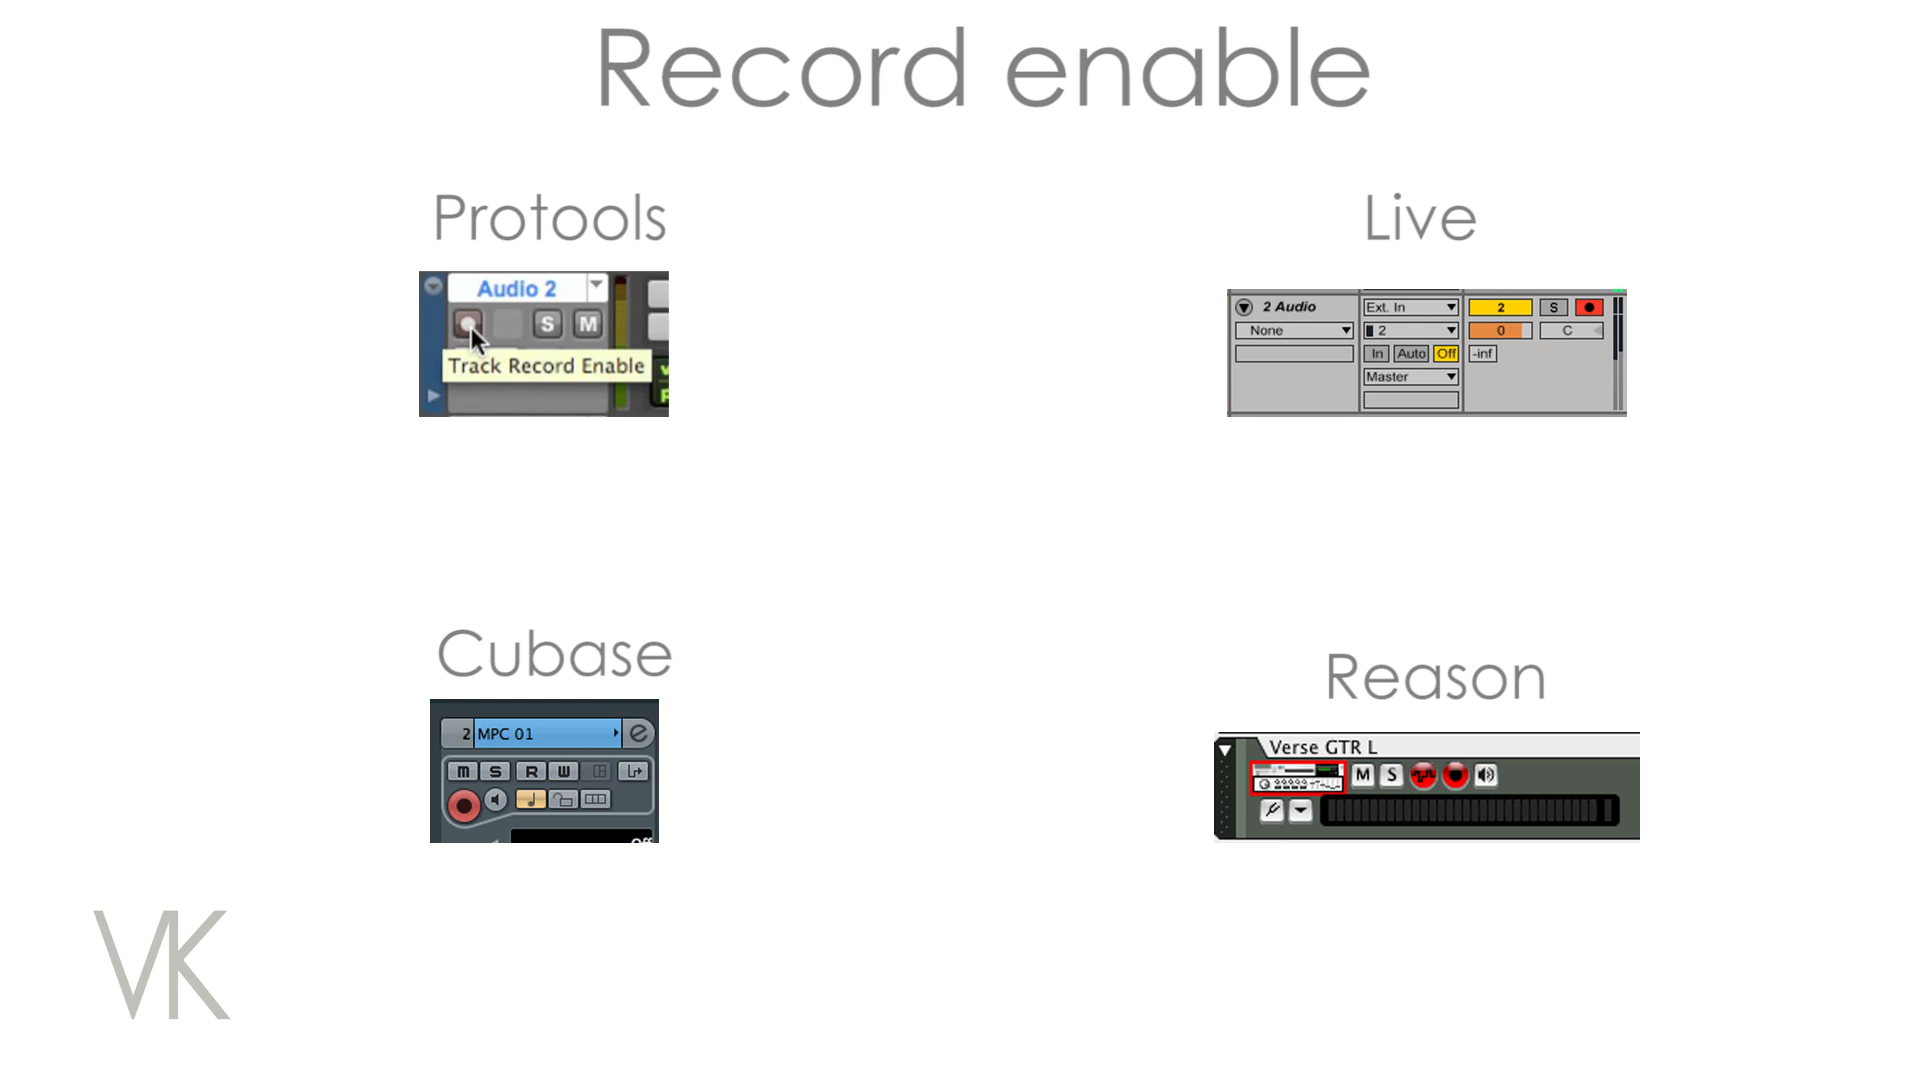 Record enable
Protools
Audio 2
S M
Track Record Enable
Live
2 Audio Ext. In 2 S
None 2 0 C
In Auto Off -inf
Master
Cubase
2 MPC 01 e
M S R W
Off
Reason
Verse GTR L
M S
VK